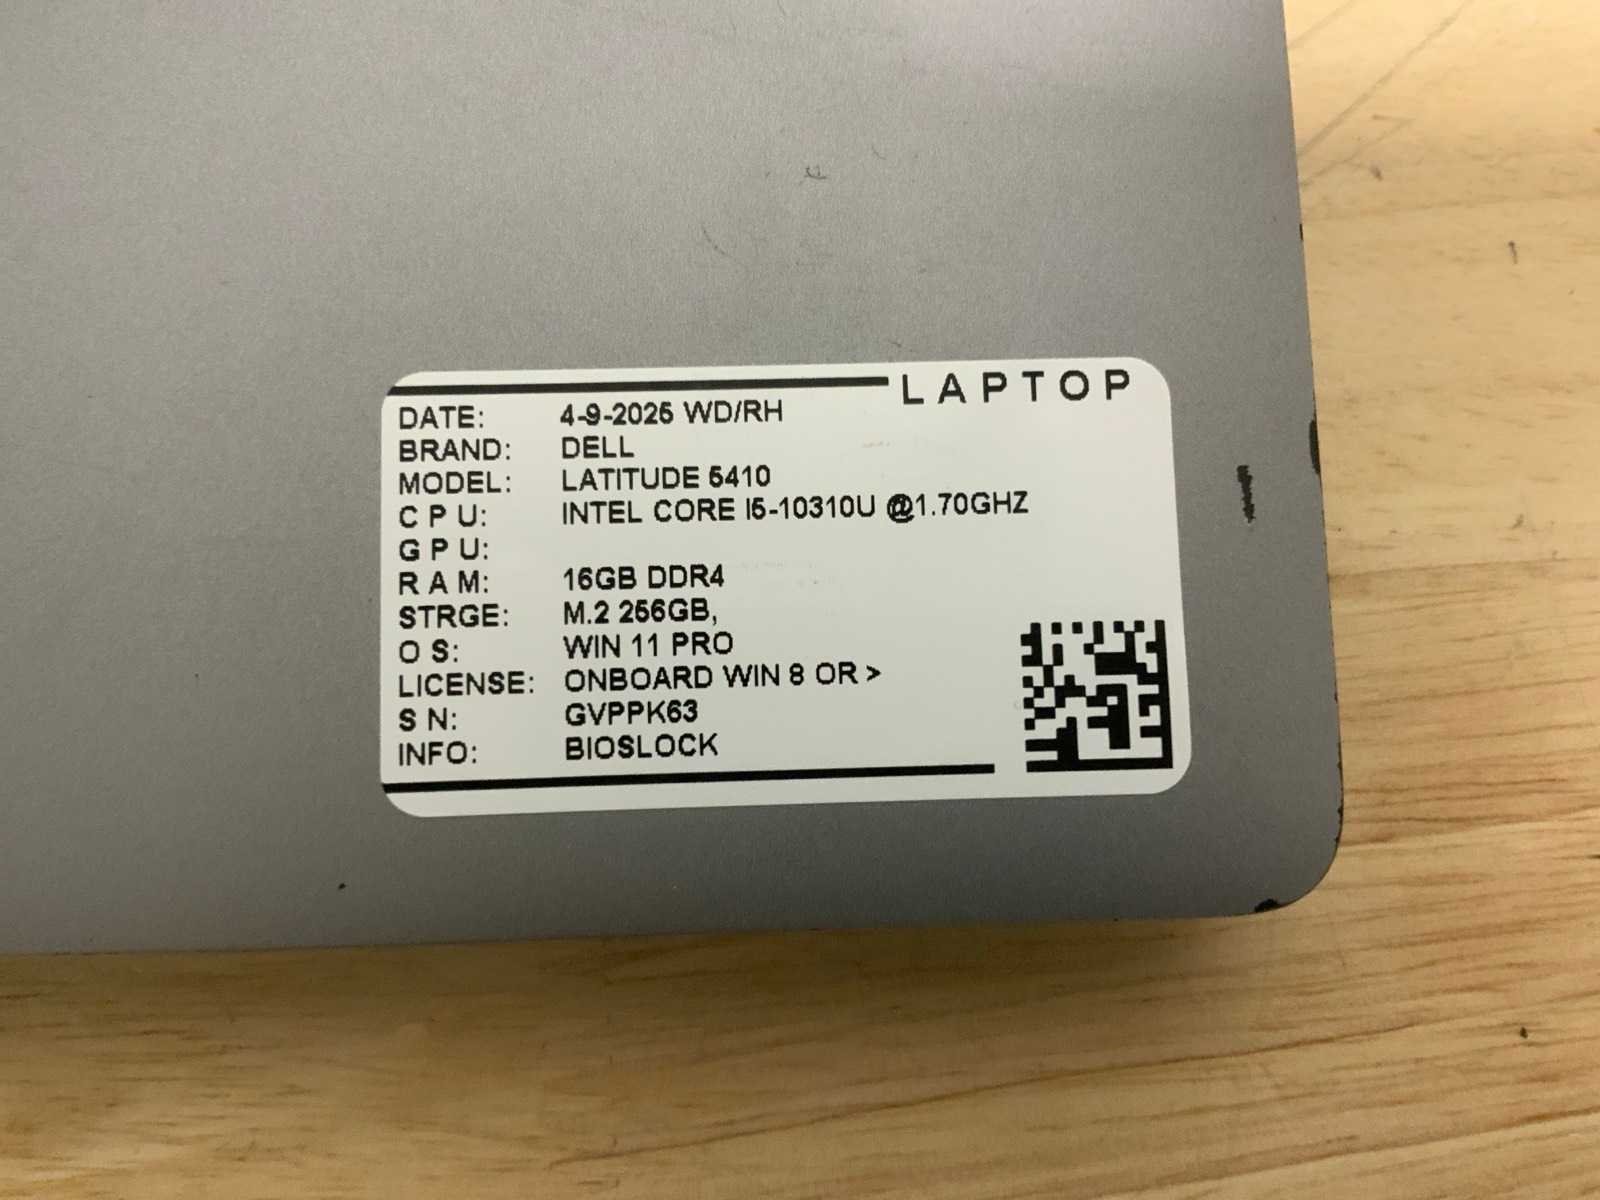 LAPTOP
DATE: 4-9-2025 WD/RH
BRAND: DELL
MODEL: LATITUDE 5410
C P U: INTEL CORE I5-10310U @1.70GHZ
G P U:
R A M: 16GB DDR4
STRGE: M.2 256GB,
O S: WIN 11 PRO
LICENSE: ONBOARD WIN 8 OR >
S N: GVPPK63
INFO: BIOSLOCK